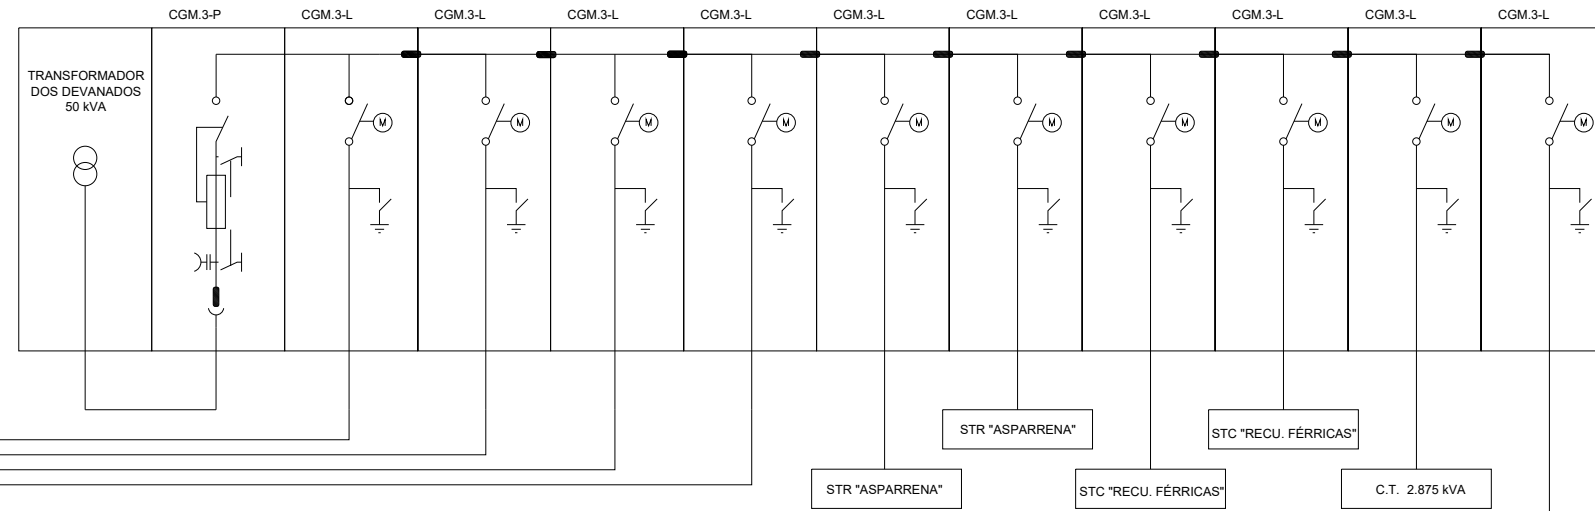 CGM.3-P
CGM.3-L
CGM.3-L
CGM.3-L
CGM.3-L
CGM.3-L
CGM.3-L
CGM.3-L
CGM.3-L
CGM.3-L
CGM.3-L
TRANSFORMADOR
DOS DEVANADOS
50 kVA
M
M
M
M
M
M
M
M
M
M
STR "ASPARRENA"
STC "RECU. FÉRRICAS"
STR "ASPARRENA"
STC "RECU. FÉRRICAS"
C.T. 2.875 kVA